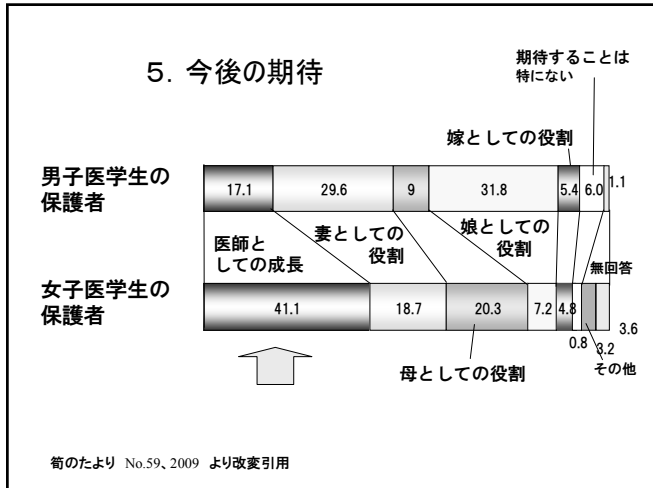 5. 今後の期待
期待することは
特にない
嫁としての役割
男子医学生の
保護者
17.1 29.6 9 31.8 5.4 6.0 1.1
医師と
しての成長
妻としての
役割
娘としての
役割
無回答
女子医学生の
保護者
41.1 18.7 20.3 7.2 4.8 0.8 3.2 3.6
母としての役割
その他
筍のたより No.59、2009 より改変引用